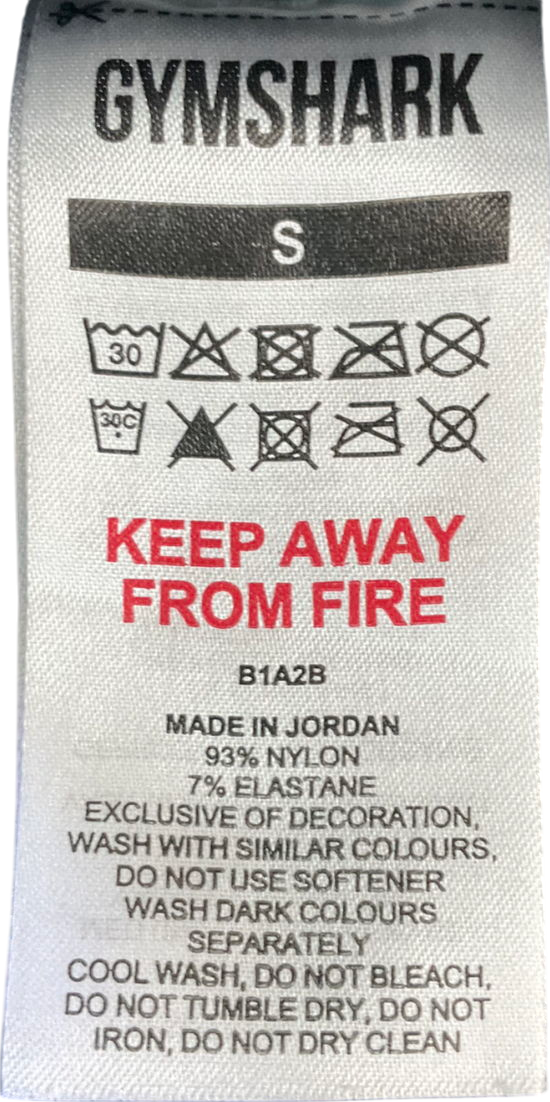 GYMSHARK
S
30
30C
KEEP AWAY
FROM FIRE
B1A2B
MADE IN JORDAN
93% NYLON
7% ELASTANE
EXCLUSIVE OF DECORATION,
WASH WITH SIMILAR COLOURS,
DO NOT USE SOFTENER
WASH DARK COLOURS
SEPARATELY
COOL WASH, DO NOT BLEACH,
DO NOT TUMBLE DRY, DO NOT
IRON, DO NOT DRY CLEAN